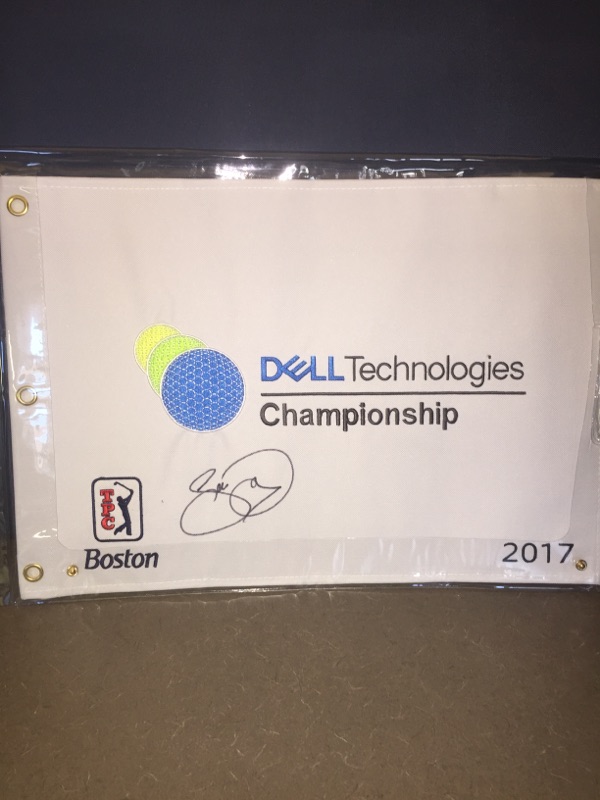 DELL Technologies
Championship
TPC
Boston
2017